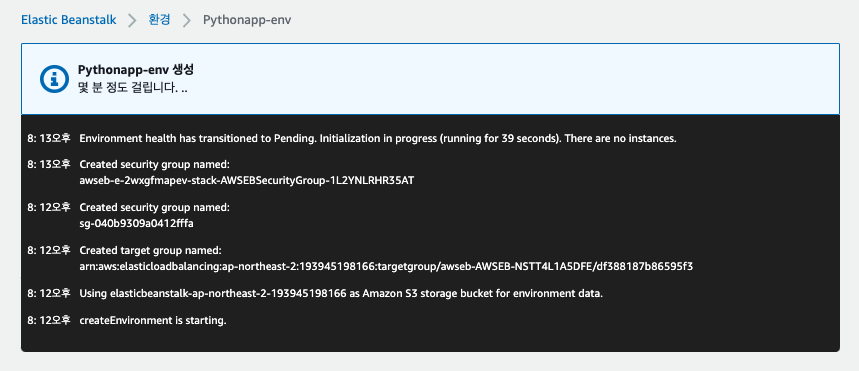 Elastic Beanstalk > 환경 > Pythonapp-env
Pythonapp-env 생성
몇 분 정도 걸립니다. ..
8: 13오후 Environment health has transitioned to Pending. Initialization in progress (running for 39 seconds). There are no instances.
8: 13오후 Created security group named:
awseb-e-2wxgfmapev-stack-AWSEBSecurityGroup-1L2YNLRHR35AT
8: 12오후 Created security group named:
sg-040b9309a0412fffa
8: 12오후 Created target group named:
arn:aws:elasticloadbalancing:ap-northeast-2:193945198166:targetgroup/awseb-AWSEB-NSTT4L1A5DFE/df388187b86595f3
8: 12오후 Using elasticbeanstalk-ap-northeast-2-193945198166 as Amazon S3 storage bucket for environment data.
8: 12오후 createEnvironment is starting.